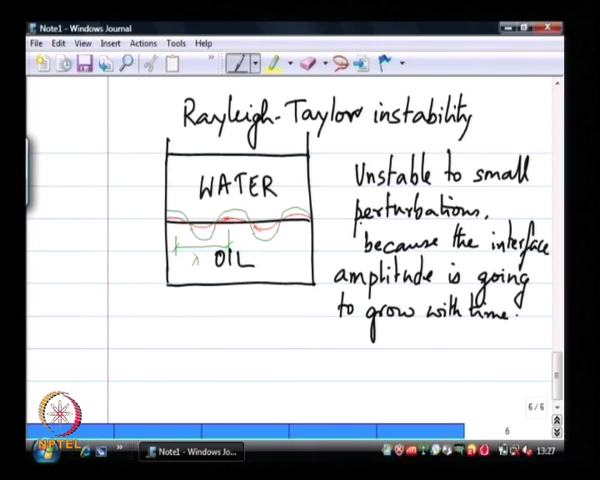 Note1 - Windows Journal
File Edit View Insert Actions Tools Help
Rayleigh-Taylor instability
WATER
λ OIL
Unstable to small
perturbations,
because the interface
amplitude is going
to grow with time.
6/6
6
NPTEL
Note1 - Windows Jo...
13:27